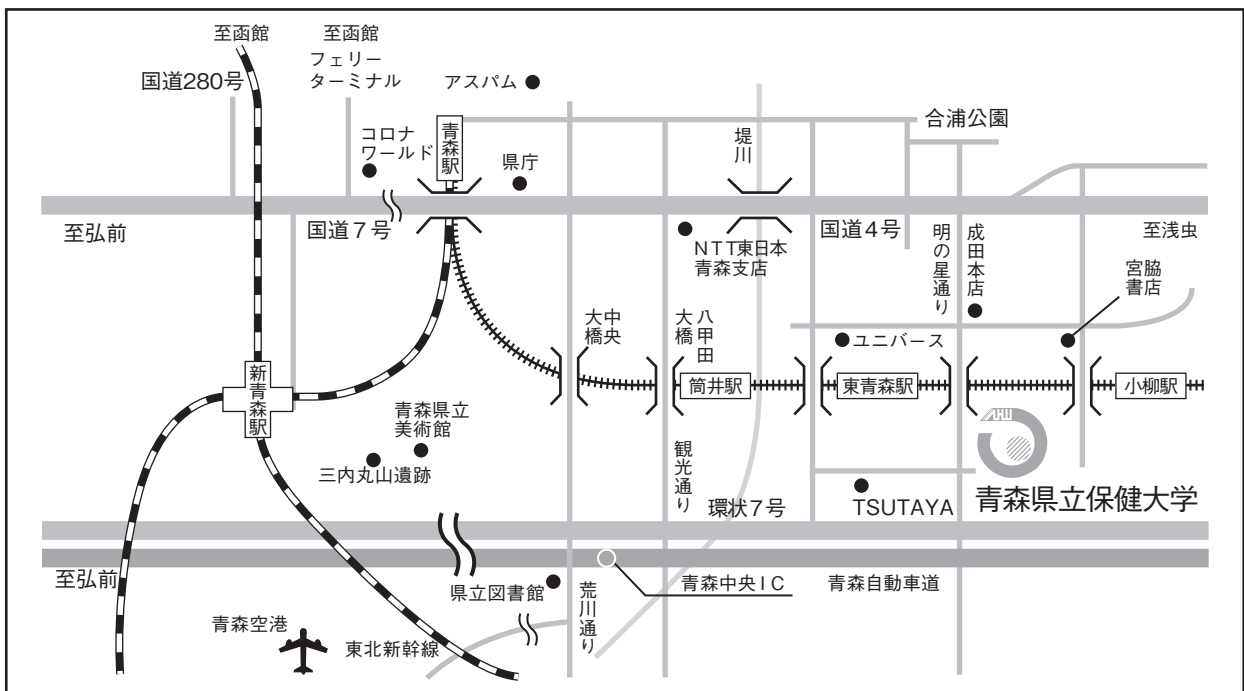 至函館
至函館
フェリー
ターミナル
国道280号
アスパム
コロナ
ワールド
青森駅
県庁
堤川
合浦公園
至弘前
国道7号
NTT東日本
青森支店
国道4号
明の星通り
成田本店
至浅虫
宮脇
書店
中央
大橋
八甲田
大橋
ユニバース
新青森駅
筒井駅
東青森駅
小柳駅
青森県立
美術館
三内丸山遺跡
観光通り
AHU
環状7号
TSUTAYA
青森県立保健大学
至弘前
県立図書館
荒川通り
青森中央IC
青森自動車道
青森空港
東北新幹線